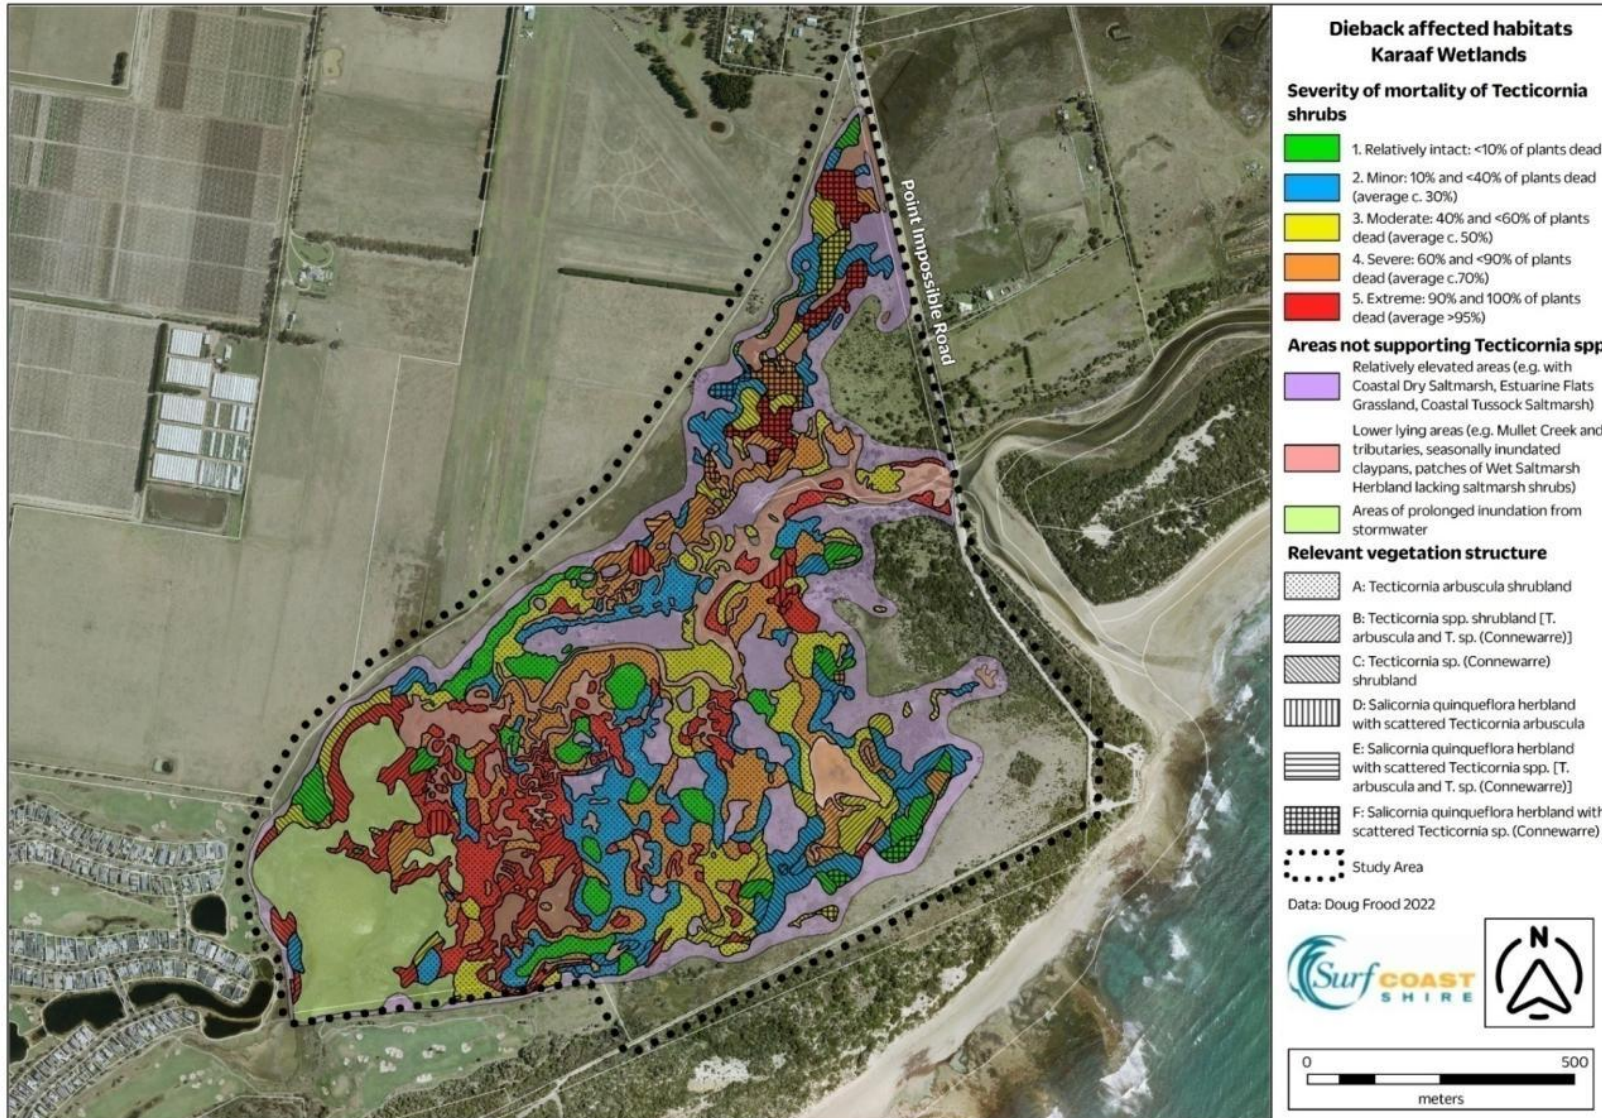 Dieback affected habitats
Karaaf Wetlands
Severity of mortality of Tecticornia
shrubs
1. Relatively intact: <10% of plants dead
2. Minor: 10% and <40% of plants dead
(average c. 30%)
3. Moderate: 40% and <60% of plants
dead (average c. 50%)
4. Severe: 60% and <90% of plants
dead (average c.70%)
5. Extreme: 90% and 100% of plants
dead (average >95%)
Areas not supporting Tecticornia spp
Relatively elevated areas (e.g. with
Coastal Dry Saltmarsh, Estuarine Flats
Grassland, Coastal Tussock Saltmarsh)
Lower lying areas (e.g. Mullet Creek and
tributaries, seasonally inundated
claypans, patches of Wet Saltmarsh
Herbland lacking saltmarsh shrubs)
Areas of prolonged inundation from
stormwater
Relevant vegetation structure
A: Tecticornia arbuscula shrubland
B: Tecticornia spp. shrubland [T.
arbuscula and T. sp. (Connewarre)]
C: Tecticornia sp. (Connewarre)
shrubland
D: Salicornia quinqueflora herbland
with scattered Tecticornia arbuscula
E: Salicornia quinqueflora herbland
with scattered Tecticornia spp. [T.
arbuscula and T. sp. (Connewarre)]
F: Salicornia quinqueflora herbland with
scattered Tecticornia sp. (Connewarre)
Study Area
Data: Doug Frood 2022
Surf COAST
SHIRE
N
0 500
meters
Point Impossible Road